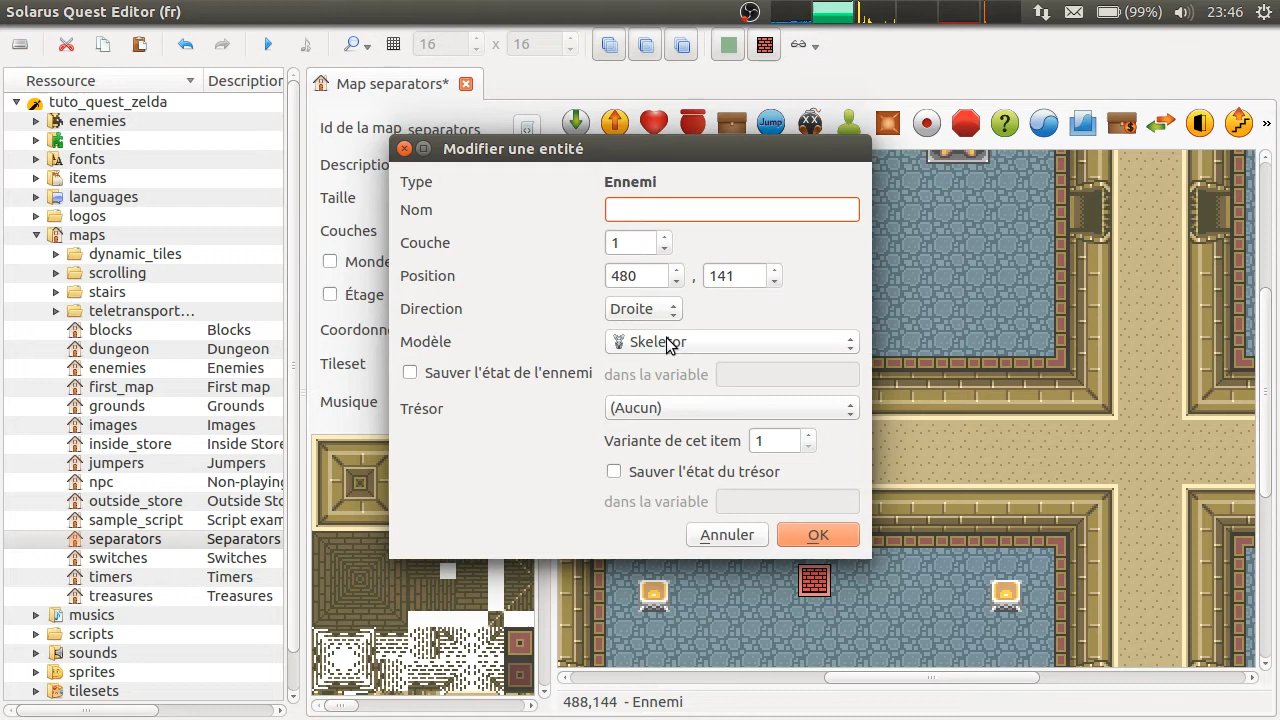 Solarus Quest Editor (fr)
(99%)
23:46
16 x 16
Ressource
Description
tuto_quest_zelda
enemies
entities
fonts
items
languages
logos
maps
dynamic_tiles
scrolling
stairs
teletransport…
blocks Blocks
dungeon Dungeon
enemies Enemies
first_map First map
grounds Grounds
images Images
inside_store Inside Store
jumpers Jumpers
npc Non-playing
outside_store Outside Sto
sample_script Script exam
separators Separators
switches Switches
timers Timers
treasures Treasures
musics
scripts
sounds
sprites
tilesets
Map separators*
Id de la map separators
Descriptio
Taille
Couches
Monde
Étage
Coordonn
Tileset
Musique
Jump
Modifier une entité
Type Ennemi
Nom
Couche 1
Position 480 , 141
Direction Droite
Modèle
Sauver l'état de l'ennemi
dans la variable
Trésor (Aucun)
Variante de cet item 1
Sauver l'état du trésor
dans la variable
Annuler OK
488,144 - Ennemi